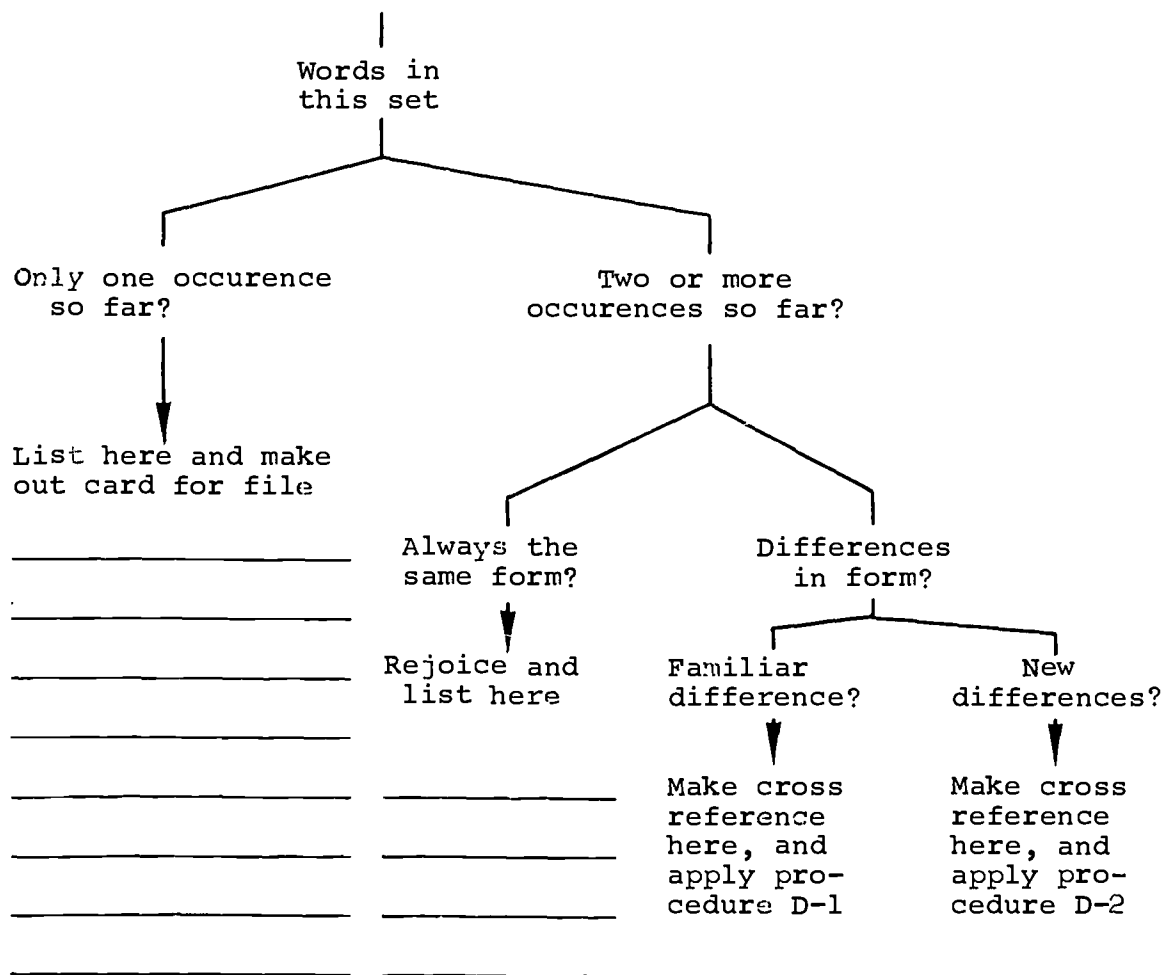 Words in
this set
Only one occurence
so far?
Two or more
occurences so far?
List here and make
out card for file
Always the
same form?
Differences
in form?
Rejoice and
list here
Familiar
difference?
New
differences?
Make cross
reference
here, and
apply pro-
cedure D-1
Make cross
reference
here, and
apply pro-
cedure D-2